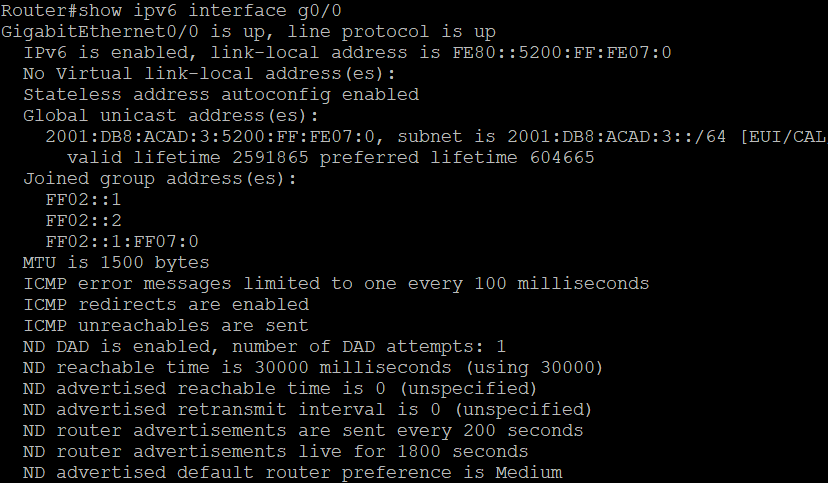 Router#show ipv6 interface g0/0
GigabitEthernet0/0 is up, line protocol is up
IPv6 is enabled, link-local address is FE80::5200:FF:FE07:0
No Virtual link-local address(es):
Stateless address autoconfig enabled
Global unicast address(es):
2001:DB8:ACAD:3:5200:FF:FE07:0, subnet is 2001:DB8:ACAD:3::/64 [EUI/CAL
valid lifetime 2591865 preferred lifetime 604665
Joined group address(es):
FF02::1
FF02::2
FF02::1:FF07:0
MTU is 1500 bytes
ICMP error messages limited to one every 100 milliseconds
ICMP redirects are enabled
ICMP unreachables are sent
ND DAD is enabled, number of DAD attempts: 1
ND reachable time is 30000 milliseconds (using 30000)
ND advertised reachable time is 0 (unspecified)
ND advertised retransmit interval is 0 (unspecified)
ND router advertisements are sent every 200 seconds
ND router advertisements live for 1800 seconds
ND advertised default router preference is Medium